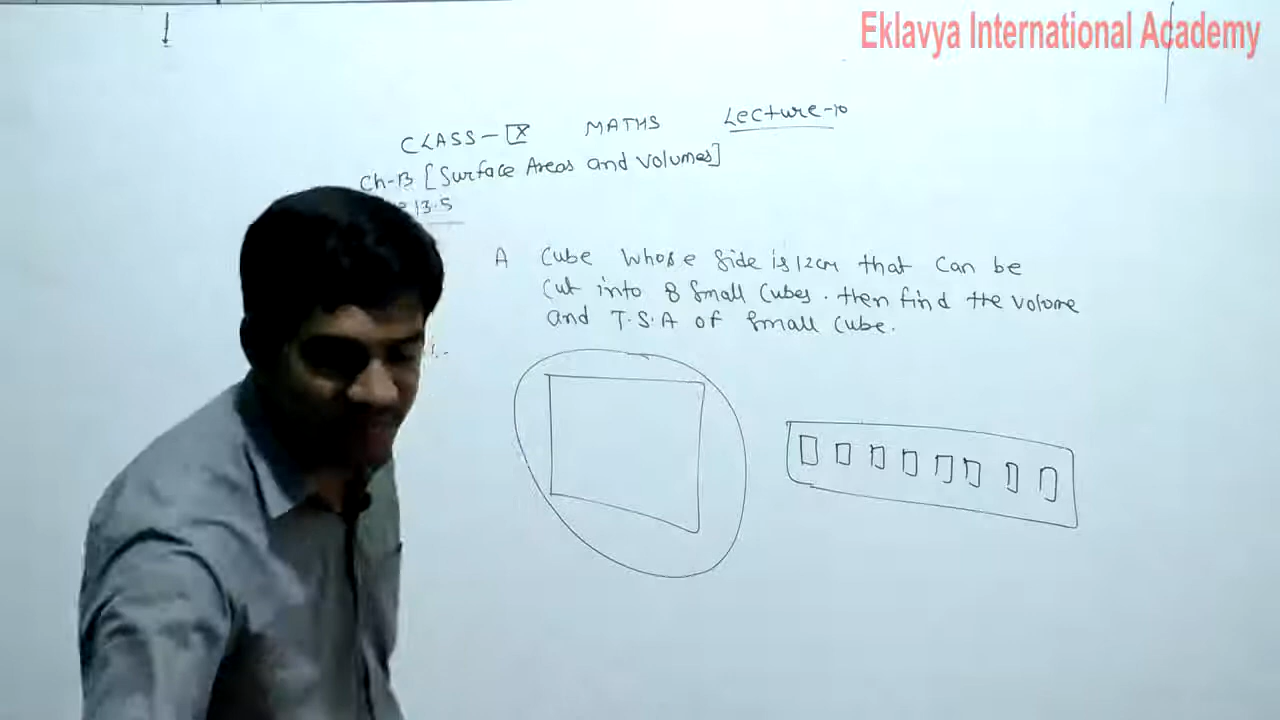 Eklavya International Academy
CLASS – X MATHS Lecture-10
Ch-13 [Surface Areas and Volumes]
13.5
A Cube Whose Side is 12cm that Can be
Cut into 8 Small Cubes. then find the volume
and T.S.A of Small Cube.